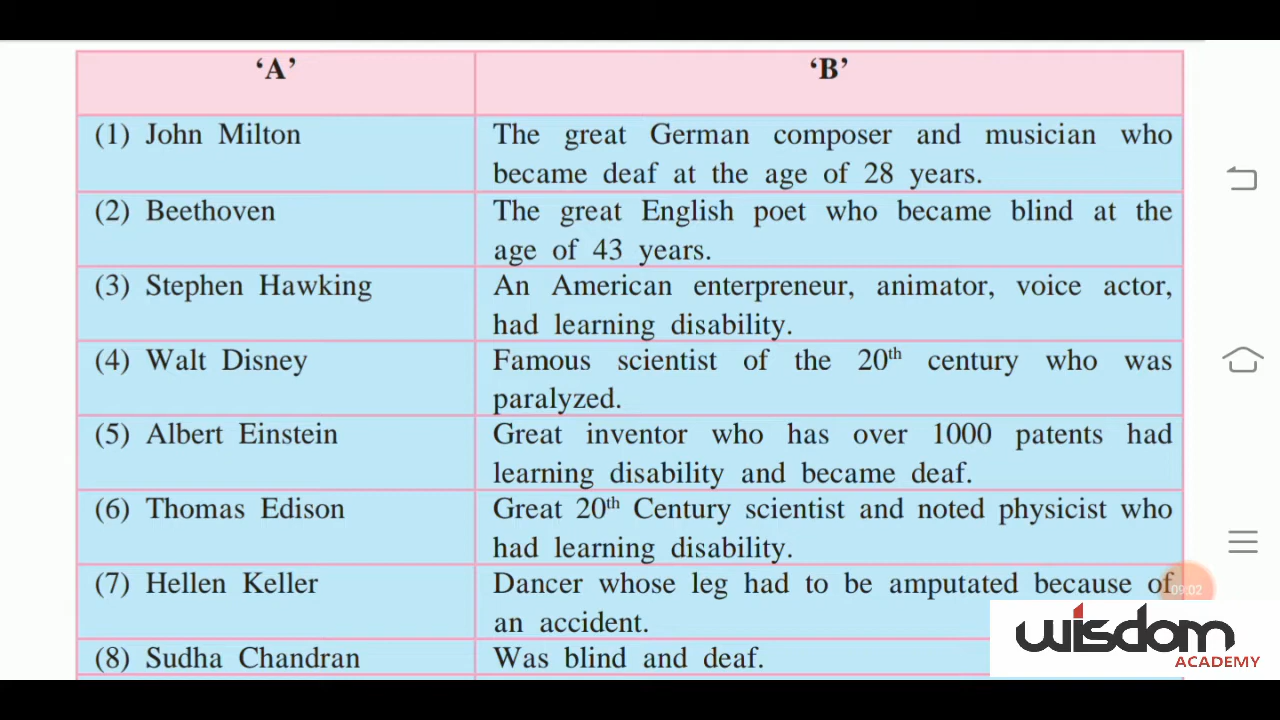 ‘A’ ‘B’
(1) John Milton The great German composer and musician who
became deaf at the age of 28 years.
(2) Beethoven The great English poet who became blind at the
age of 43 years.
(3) Stephen Hawking An American enterpreneur, animator, voice actor,
had learning disability.
(4) Walt Disney Famous scientist of the 20th century who was
paralyzed.
(5) Albert Einstein Great inventor who has over 1000 patents had
learning disability and became deaf.
(6) Thomas Edison Great 20th Century scientist and noted physicist who
had learning disability.
(7) Hellen Keller Dancer whose leg had to be amputated because of
an accident.
(8) Sudha Chandran Was blind and deaf.
09:02
wisdom
ACADEMY